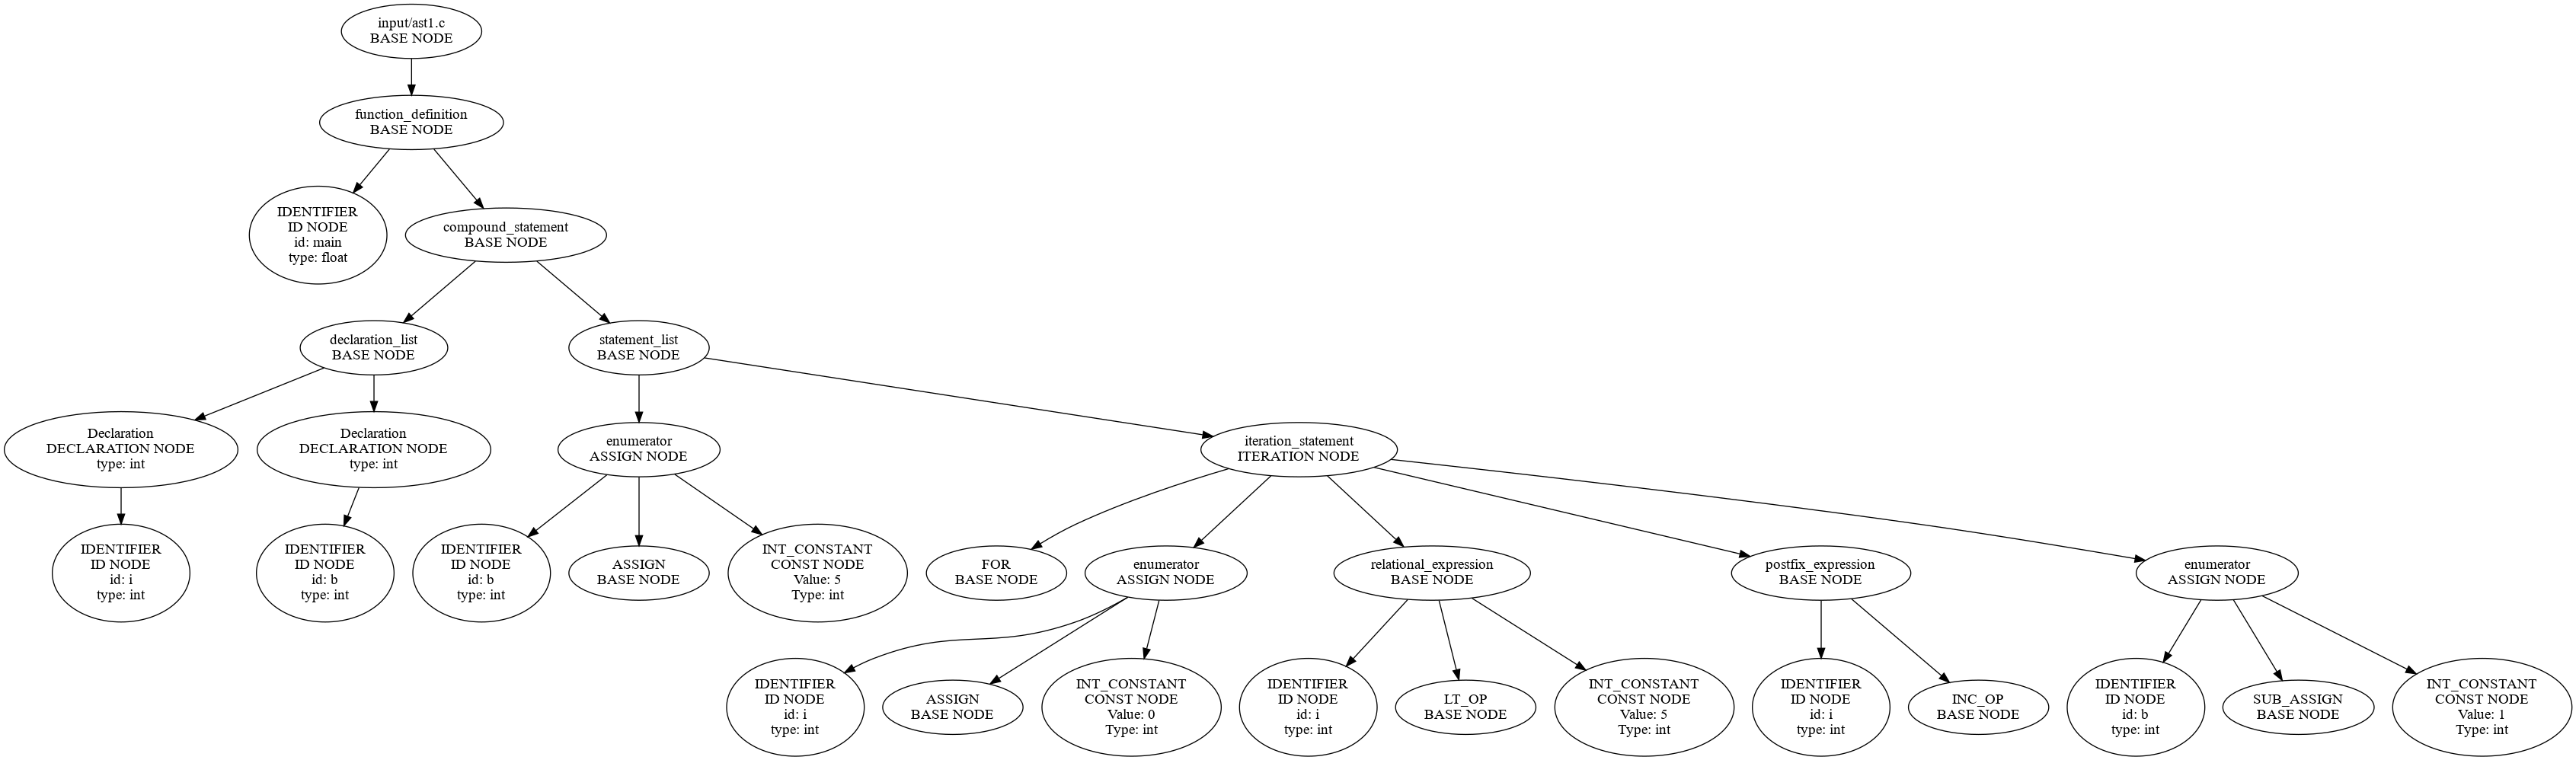 input/ast1.c
BASE NODE
function_definition
BASE NODE
IDENTIFIER
ID NODE
id: main
type: float
compound_statement
BASE NODE
declaration_list
BASE NODE
statement_list
BASE NODE
Declaration
DECLARATION NODE
type: int
Declaration
DECLARATION NODE
type: int
enumerator
ASSIGN NODE
iteration_statement
ITERATION NODE
IDENTIFIER
ID NODE
id: i
type: int
IDENTIFIER
ID NODE
id: b
type: int
IDENTIFIER
ID NODE
id: b
type: int
ASSIGN
BASE NODE
INT_CONSTANT
CONST NODE
Value: 5
Type: int
FOR
BASE NODE
enumerator
ASSIGN NODE
relational_expression
BASE NODE
postfix_expression
BASE NODE
enumerator
ASSIGN NODE
IDENTIFIER
ID NODE
id: i
type: int
ASSIGN
BASE NODE
INT_CONSTANT
CONST NODE
Value: 0
Type: int
IDENTIFIER
ID NODE
id: i
type: int
LT_OP
BASE NODE
INT_CONSTANT
CONST NODE
Value: 5
Type: int
IDENTIFIER
ID NODE
id: i
type: int
INC_OP
BASE NODE
IDENTIFIER
ID NODE
id: b
type: int
SUB_ASSIGN
BASE NODE
INT_CONSTANT
CONST NODE
Value: 1
Type: int